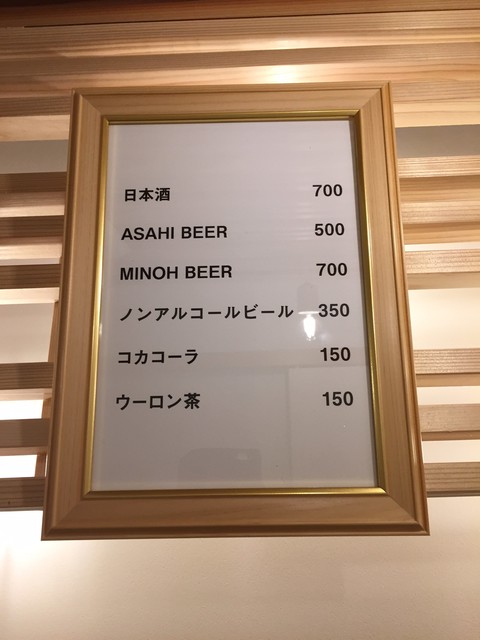 日本酒 700
ASAHI BEER 500
MINOH BEER 700
ノンアルコールビール 350
コカコーラ 150
ウーロン茶 150